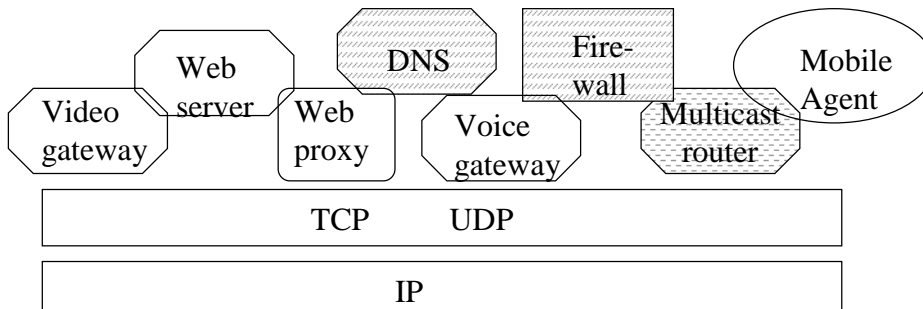 Video
gateway
Web
server
Web
proxy
DNS
Voice
gateway
Fire-
wall
Multicast
router
Mobile
Agent
TCP UDP
IP